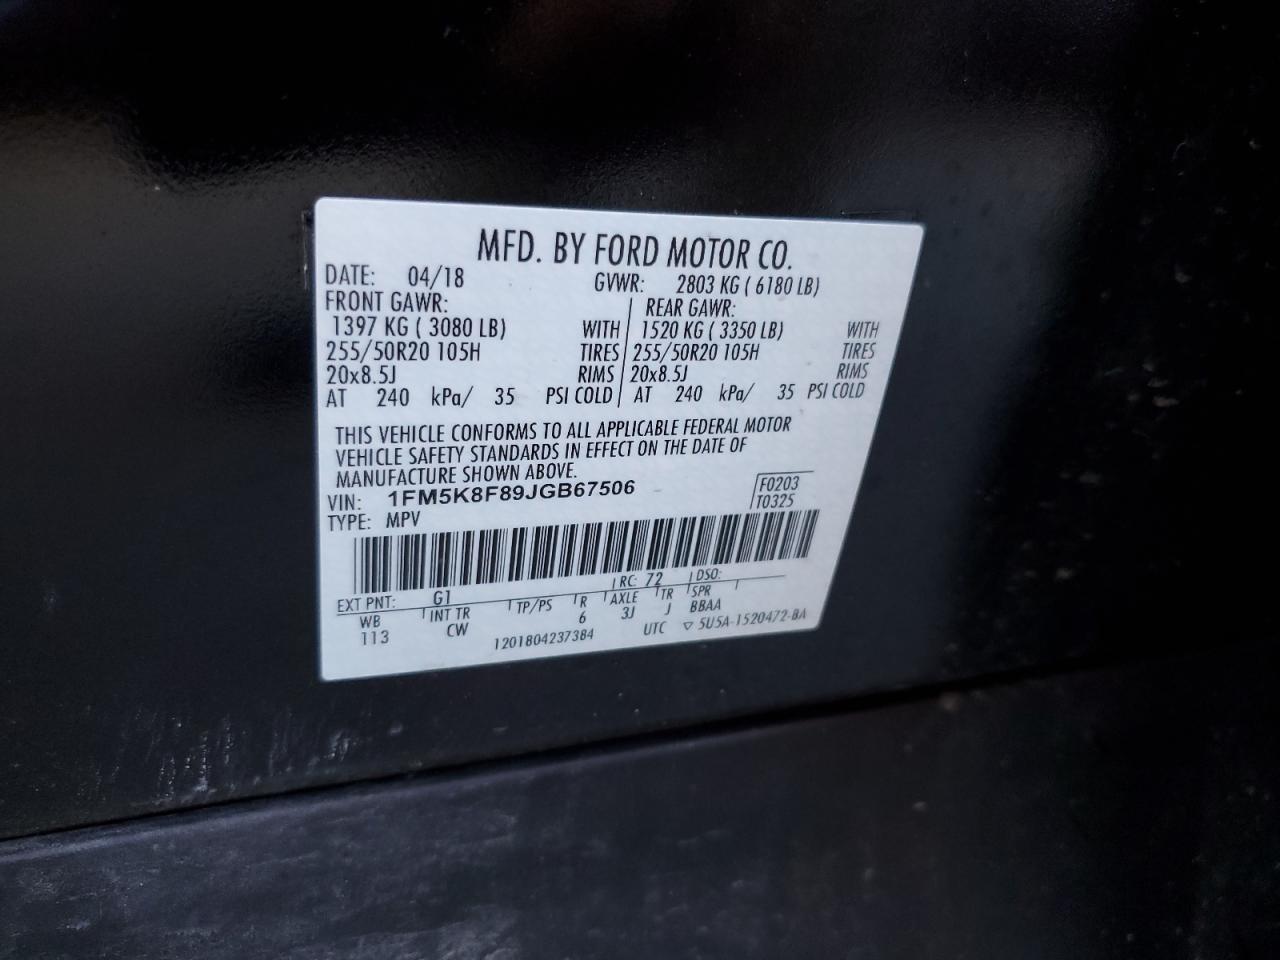 MFD. BY FORD MOTOR CO.
DATE: 04/18 GVWR: 2803 KG ( 6180 LB)
FRONT GAWR: REAR GAWR:
1397 KG ( 3080 LB) WITH 1520 KG ( 3350 LB) WITH
255/50R20 105H TIRES 255/50R20 105H TIRES
20x8.5J RIMS 20x8.5J RIMS
AT 240 kPa/ 35 PSI COLD AT 240 kPa/ 35 PSI COLD
THIS VEHICLE CONFORMS TO ALL APPLICABLE FEDERAL MOTOR
VEHICLE SAFETY STANDARDS IN EFFECT ON THE DATE OF
MANUFACTURE SHOWN ABOVE.
VIN: 1FM5K8F89JGB67506 F0203
TYPE: MPV T0325
EXT PNT: G1 RC: 72 DSO:
WB INT TR TP/PS R AXLE TR SPR
113 CW 6 3J J BBAA
1201804237384 UTC ▽ 5U5A-1520472-BA